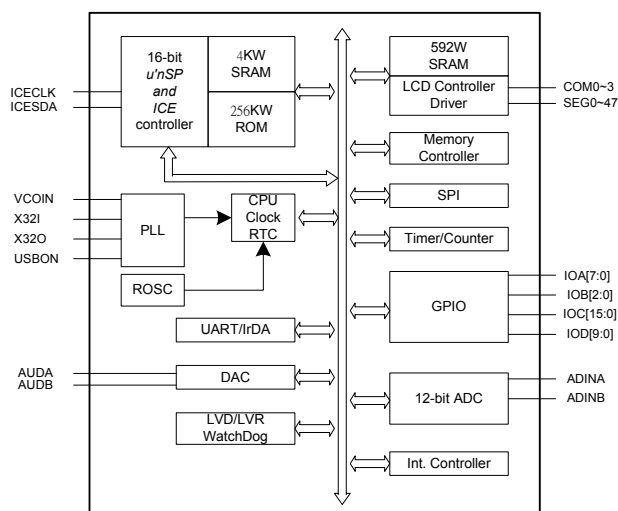 ICECLK
ICESDA
16-bit
u'nSP
and
ICE
controller
4KW
SRAM
256KW
ROM
592W
SRAM
LCD Controller
Driver
COM0~3
SEG0~47
Memory
Controller
SPI
Timer/Counter
VCOIN
X32I
X32O
USBON
PLL
CPU
Clock
RTC
ROSC
GPIO
IOA[7:0]
IOB[2:0]
IOC[15:0]
IOD[9:0]
UART/IrDA
AUDA
AUDB
DAC
12-bit ADC
ADINA
ADINB
LVD/LVR
WatchDog
Int. Controller